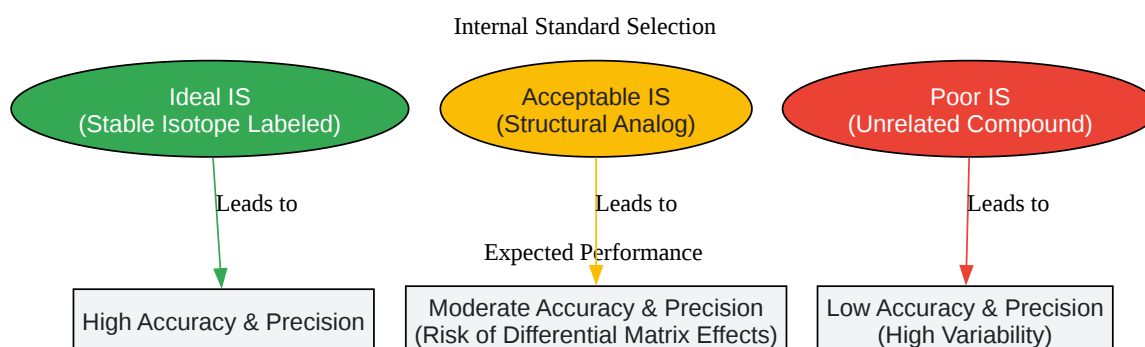 Internal Standard Selection
Ideal IS
(Stable Isotope Labeled)
Acceptable IS
(Structural Analog)
Poor IS
(Unrelated Compound)
Leads to
Leads to
Leads to
Expected Performance
High Accuracy & Precision
Moderate Accuracy & Precision
(Risk of Differential Matrix Effects)
Low Accuracy & Precision
(High Variability)